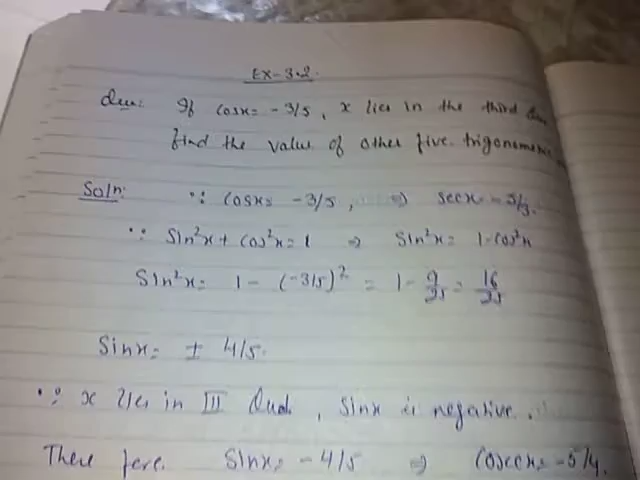 Ex-3.2.
Que: If cosx= -3/5, x lies in the third
find the value of other five trigonome
Soln: ∵ cosx= -3/5, ⇒ secx = -5/3.
∵ Sin²x + cos²x = 1 ⇒ Sin²x = 1-cos²x
Sin²x = 1 - (-3/5)² = 1 - 9/25 = 16/25
Sinx = ± 4/5.
∵ x lies in III Quad, Sinx is negative.
There fore. Sinx = -4/5 ⇒ Cosecx = -5/4.